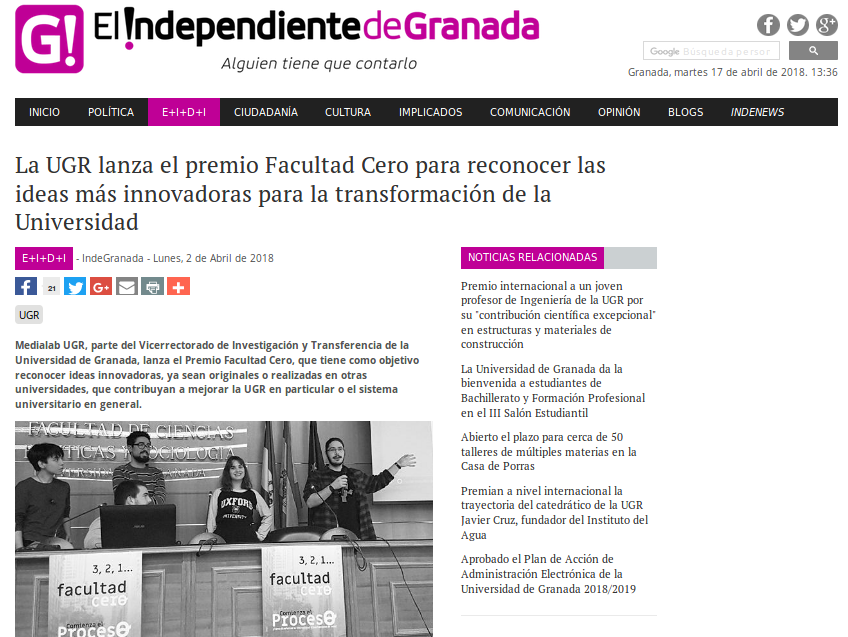 G! El!ndependientedeGranada
Alguien tiene que contarlo
Google Búsqueda person
Granada, martes 17 de abril de 2018. 13:36
INICIO POLÍTICA E+I+D+I CIUDADANÍA CULTURA IMPLICADOS COMUNICACIÓN OPINIÓN BLOGS INDENEWS
La UGR lanza el premio Facultad Cero para reconocer las
ideas más innovadoras para la transformación de la
Universidad
E+I+D+I - IndeGranada - Lunes, 2 de Abril de 2018
21
UGR
Medialab UGR, parte del Vicerrectorado de Investigación y Transferencia de la
Universidad de Granada, lanza el Premio Facultad Cero, que tiene como objetivo
reconocer ideas innovadoras, ya sean originales o realizadas en otras
universidades, que contribuyan a mejorar la UGR en particular o el sistema
universitario en general.
FACULTAD DE CIENCIAS
POLÍTICAS Y SOCIOLOGÍA
OXFORD
UNIVERSITY
3, 2, 1...
facultad
cero
Comienza el
Proceso
3, 2, 1...
facultad
cero
Comienza el
Proceso
NOTICIAS RELACIONADAS
Premio internacional a un joven
profesor de Ingeniería de la UGR por
su "contribución científica excepcional"
en estructuras y materiales de
construcción
La Universidad de Granada da la
bienvenida a estudiantes de
Bachillerato y Formación Profesional
en el III Salón Estudiantil
Abierto el plazo para cerca de 50
talleres de múltiples materias en la
Casa de Porras
Premian a nivel internacional la
trayectoria del catedrático de la UGR
Javier Cruz, fundador del Instituto del
Agua
Aprobado el Plan de Acción de
Administración Electrónica de la
Universidad de Granada 2018/2019